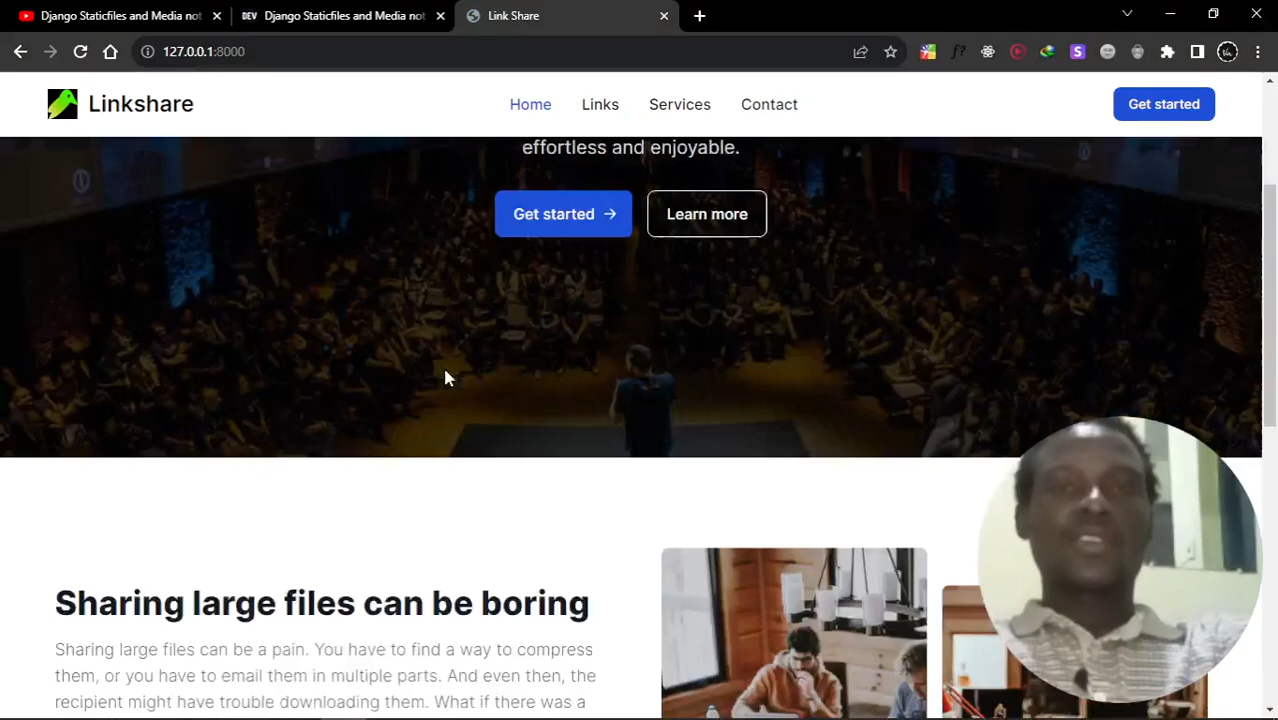 Django Staticfiles and Media not
DEV Django Staticfiles and Media not
Link Share
127.0.0.1:8000
Linkshare
Home
Links
Services
Contact
Get started
effortless and enjoyable.
Get started →
Learn more
Sharing large files can be boring
Sharing large files can be a pain. You have to find a way to compress
them, or you have to email them in multiple parts. And even then, the
recipient might have trouble downloading them. What if there was a